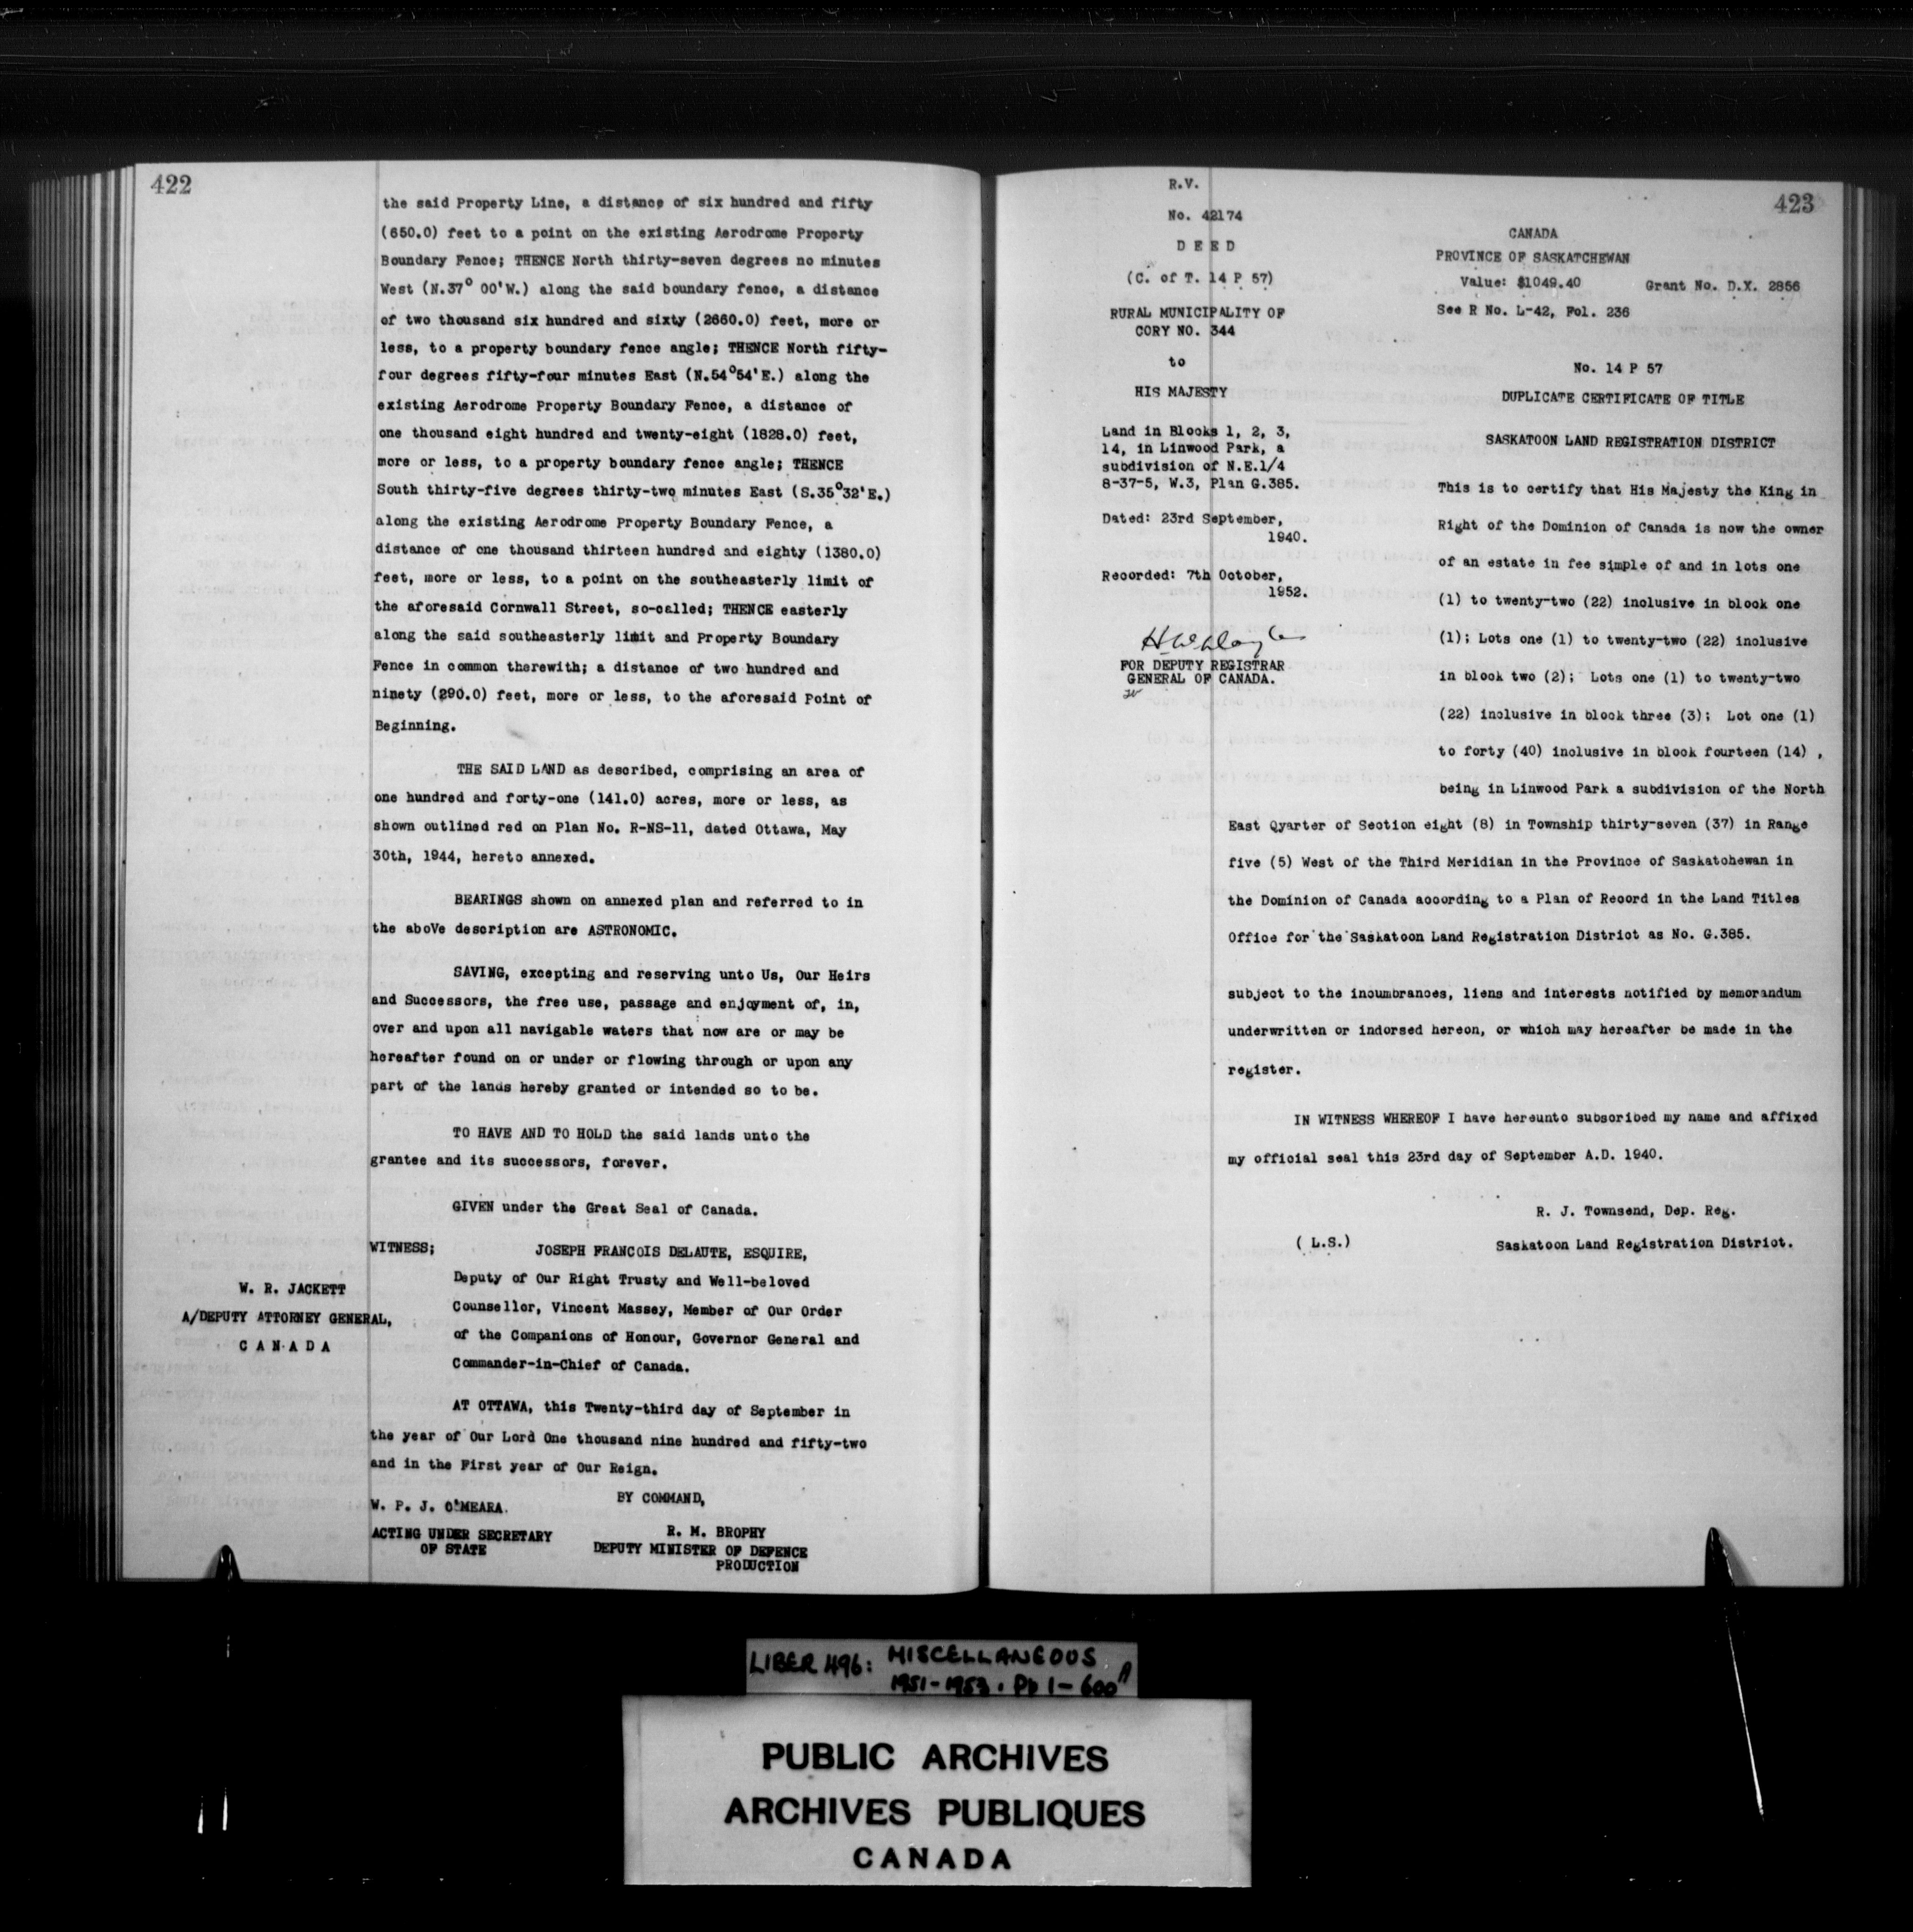 422
the said Property Line, a distance of six hundred and fifty
(650.0) feet to a point on the existing Aerodrome Property
Boundary Fence; THENCE North thirty-seven degrees no minutes
West (N.37° 00'W.) along the said boundary fence, a distance
of two thousand six hundred and sixty (2660.0) feet, more or
less, to a property boundary fence angle; THENCE North fifty-
four degrees fifty-four minutes East (N.54°54'E.) along the
existing Aerodrome Property Boundary Fence, a distance of
one thousand eight hundred and twenty-eight (1828.0) feet,
more or less, to a property boundary fence angle; THENCE
South thirty-five degrees thirty-two minutes East (S.35°32'E.)
along the existing Aerodrome Property Boundary Fence, a
distance of one thousand thirteen hundred and eighty (1380.0)
feet, more or less, to a point on the southeasterly limit of
the aforesaid Cornwall Street, so-called; THENCE easterly
along the said southeasterly limit and Property Boundary
Fence in common therewith; a distance of two hundred and
ninety (290.0) feet, more or less, to the aforesaid Point of
Beginning.
THE SAID LAND as described, comprising an area of
one hundred and forty-one (141.0) acres, more or less, as
shown outlined red on Plan No. R-NS-11, dated Ottawa, May
30th, 1944, hereto annexed.
BEARINGS shown on annexed plan and referred to in
the aboVe description are ASTRONOMIC.
SAVING, excepting and reserving unto Us, Our Heirs
and Successors, the free use, passage and enjoyment of, in,
over and upon all navigable waters that now are or may be
hereafter found on or under or flowing through or upon any
part of the lands hereby granted or intended so to be.
TO HAVE AND TO HOLD the said lands unto the
grantee and its successors, forever.
GIVEN under the Great Seal of Canada.
WITNESS; JOSEPH FRANCOIS DELAUTE, ESQUIRE,
Deputy of Our Right Trusty and Well-beloved
Counsellor, Vincent Massey, Member of Our Order
of the Companions of Honour, Governor General and
Commander-in-Chief of Canada.
W. R. JACKETT
A/DEPUTY ATTORNEY GENERAL,
C A N A D A
AT OTTAWA, this Twenty-third day of September in
the year of Our Lord One thousand nine hundred and fifty-two
and in the First year of Our Reign.
BY COMMAND,
W. P. J. O'MEARA.
ACTING UNDER SECRETARY
OF STATE
R. M. BROPHY
DEPUTY MINISTER OF DEFENCE
PRODUCTION
423
R.V.
No. 42174
D E E D
(C. of T. 14 P 57)
RURAL MUNICIPALITY OF
CORY NO. 344
to
HIS MAJESTY
Land in Blocks 1, 2, 3,
14, in Linwood Park, a
subdivision of N.E.1/4
8-37-5, W.3, Plan G.385.
Dated: 23rd September,
1940.
Recorded: 7th October,
1952.
FOR DEPUTY REGISTRAR
GENERAL OF CANADA.
CANADA
PROVINCE OF SASKATCHEWAN
Value: $1049.40 Grant No. D.X. 2856
See R No. L-42, Fol. 236
No. 14 P 57
DUPLICATE CERTIFICATE OF TITLE
SASKATOON LAND REGISTRATION DISTRICT
This is to certify that His Majesty the King in
Right of the Dominion of Canada is now the owner
of an estate in fee simple of and in lots one
(1) to twenty-two (22) inclusive in block one
(1); Lots one (1) to twenty-two (22) inclusive
in block two (2); Lots one (1) to twenty-two
(22) inclusive in block three (3); Lot one (1)
to forty (40) inclusive in block fourteen (14) ,
being in Linwood Park a subdivision of the North
East Qyarter of Section eight (8) in Township thirty-seven (37) in Range
five (5) West of the Third Meridian in the Province of Saskatchewan in
the Dominion of Canada according to a Plan of Record in the Land Titles
Office for the Saskatoon Land Registration District as No. G.385.
subject to the incumbrances, liens and interests notified by memorandum
underwritten or indorsed hereon, or which may hereafter be made in the
register.
IN WITNESS WHEREOF I have hereunto subscribed my name and affixed
my official seal this 23rd day of September A.D. 1940.
R. J. Townsend, Dep. Reg.
(L.S.) Saskatoon Land Registration District.
LIBER 496: MISCELLANEOUS
1951-1953. Pp 1-600A
PUBLIC ARCHIVES
ARCHIVES PUBLIQUES
CANADA